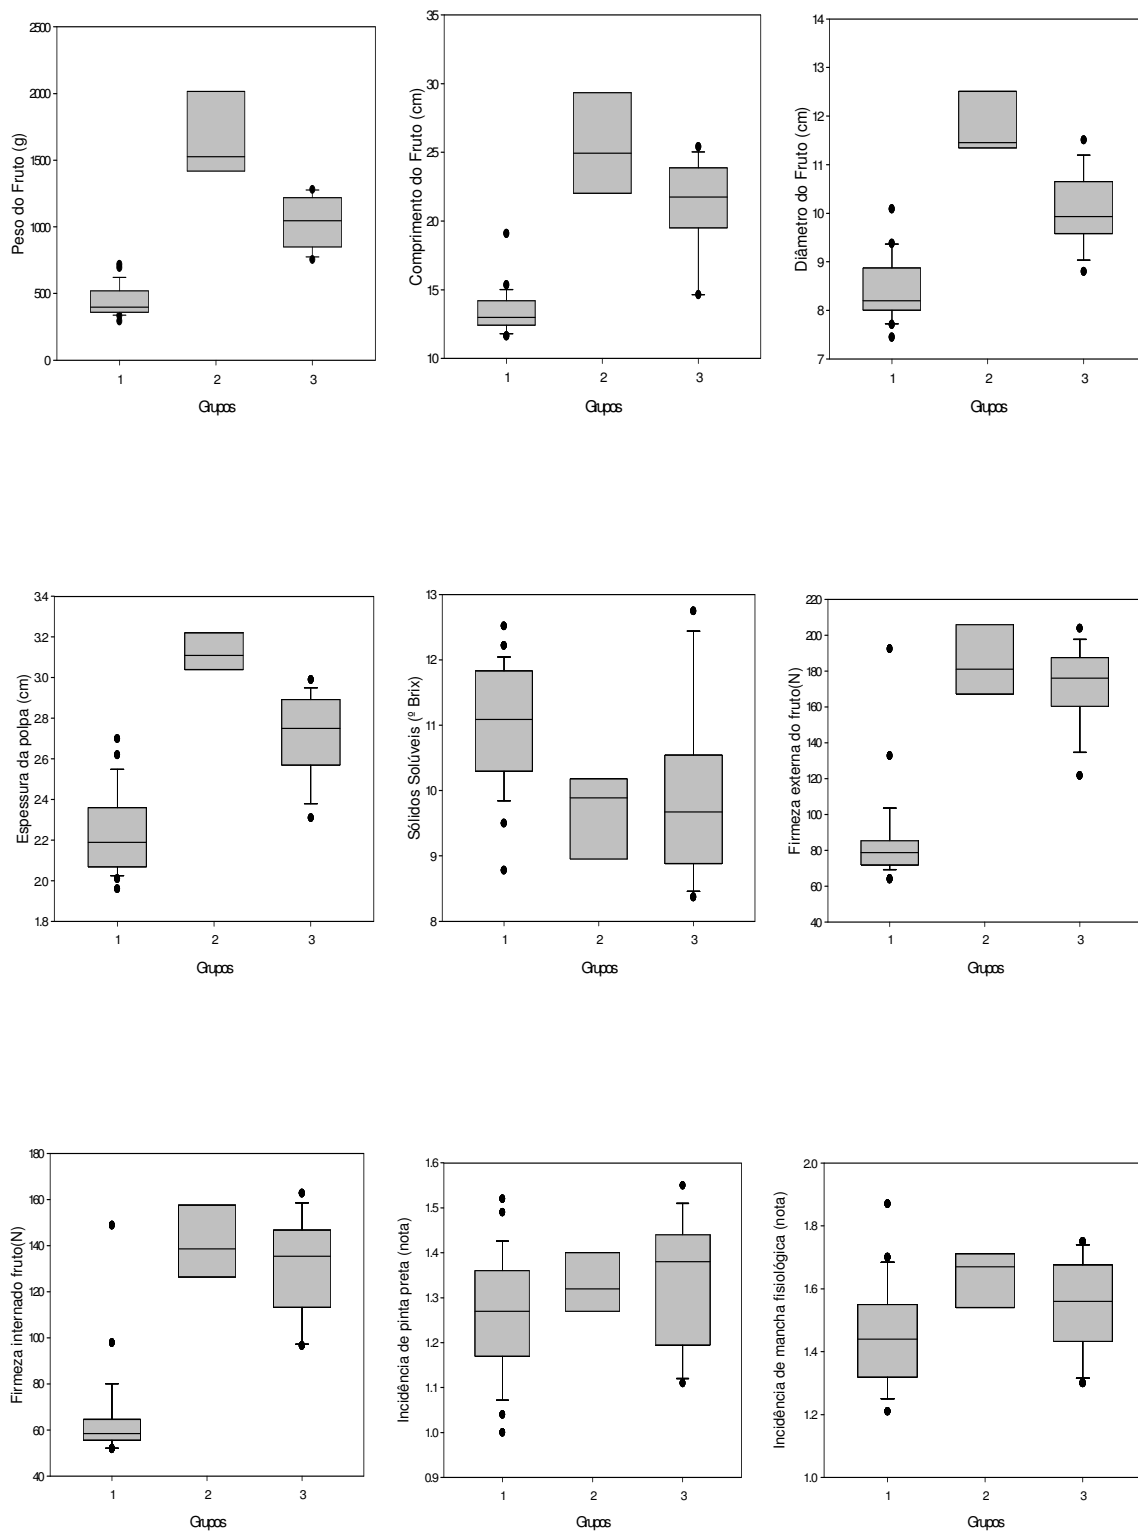 Peso do Fruto (g)
2500
2000
1500
1000
500
0
1 2 3
Grupos
Comprimento do Fruto (cm)
35
30
25
20
15
10
1 2 3
Grupos
Diâmetro do Fruto (cm)
14
13
12
11
10
9
8
7
1 2 3
Grupos
Espessura da polpa (cm)
3.4
3.2
3.0
2.8
2.6
2.4
2.2
2.0
1.8
1 2 3
Grupos
Sólidos Solúveis (º Brix)
13
12
11
10
9
8
1 2 3
Grupos
Firmeza externa do fruto(N)
220
200
180
160
140
120
100
80
60
40
1 2 3
Grupos
Firmeza internado fruto(N)
180
160
140
120
100
80
60
40
1 2 3
Grupos
Incidência de pinta preta (nota)
1.6
1.5
1.4
1.3
1.2
1.1
1.0
0.9
1 2 3
Grupos
Incidência de mancha fisiológica (nota)
2.0
1.8
1.6
1.4
1.2
1.0
1 2 3
Grupos